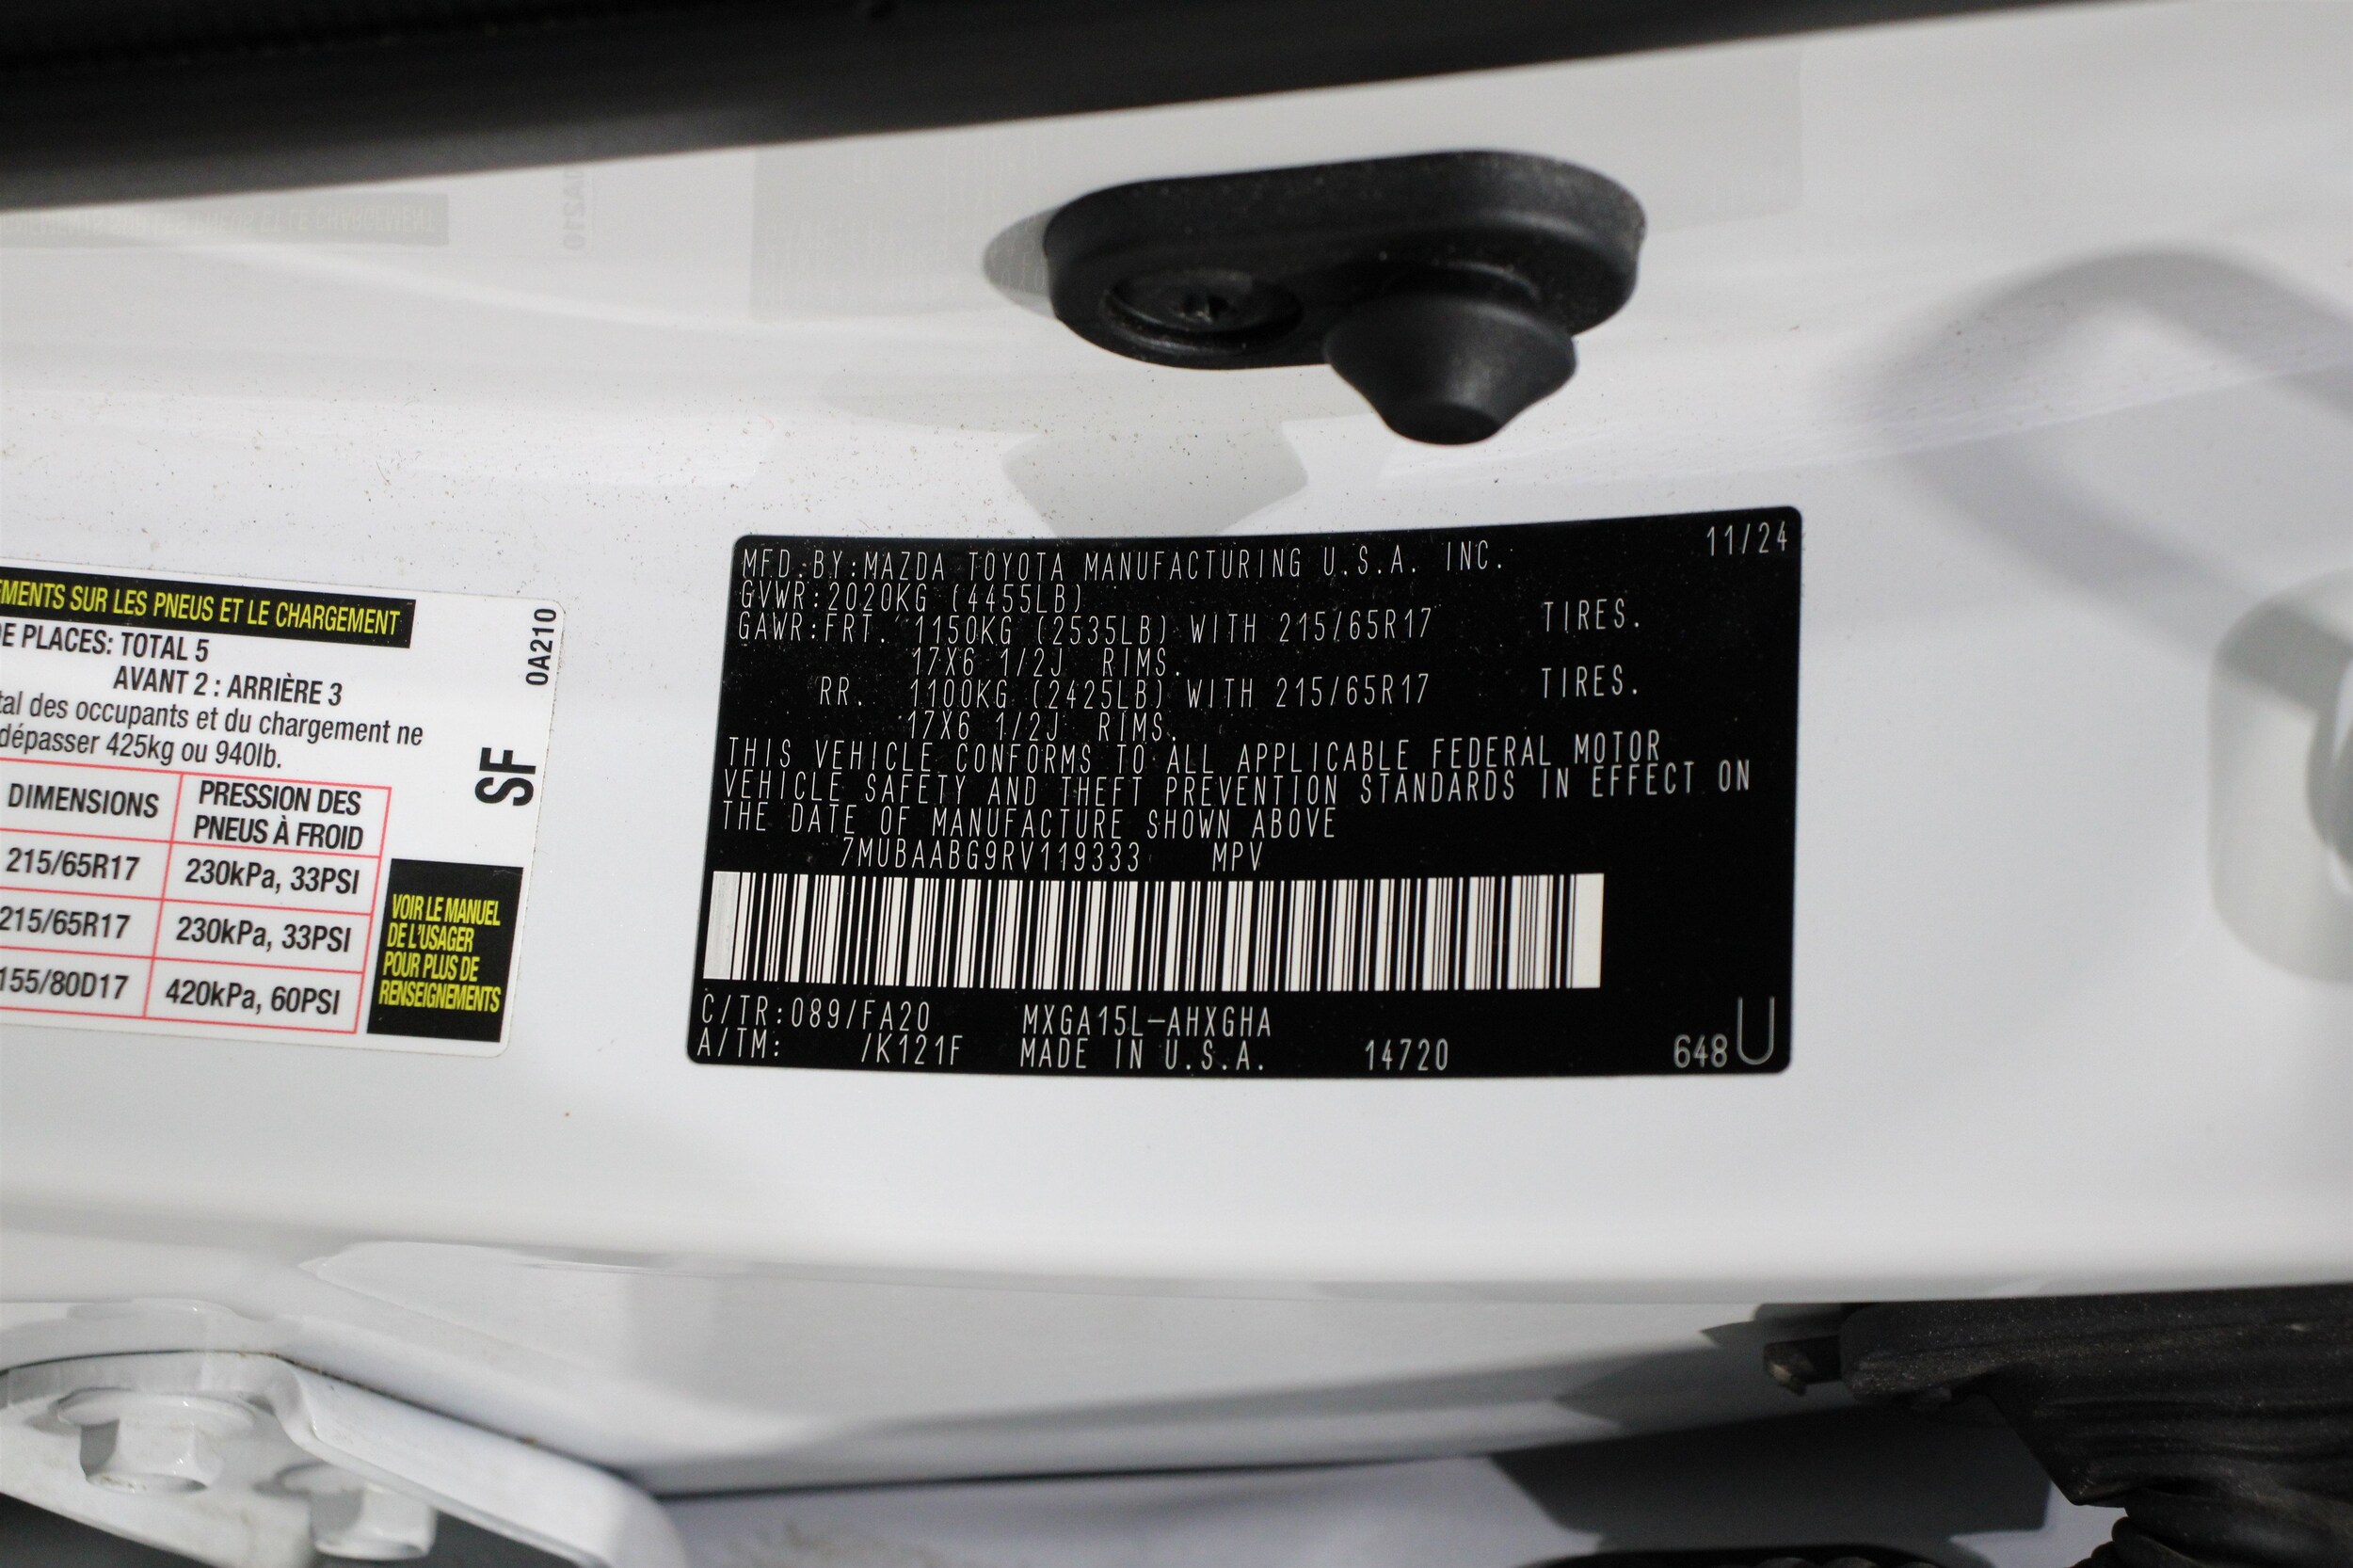 EMENTS SUR LES PNEUS ET LE CHARGEMENT
DE PLACES: TOTAL 5
AVANT 2 : ARRIÈRE 3
tal des occupants et du chargement ne
dépasser 425kg ou 940lb.
DIMENSIONS PRESSION DES
PNEUS À FROID
215/65R17 230kPa, 33PSI
215/65R17 230kPa, 33PSI
155/80D17 420kPa, 60PSI
0A210
SF
VOIR LE MANUEL
DE L'USAGER
POUR PLUS DE
RENSEIGNEMENTS
MFD.BY:MAZDA TOYOTA MANUFACTURING U.S.A. INC. 11/24
GVWR:2020KG (4455LB)
GAWR:FRT. 1150KG (2535LB) WITH 215/65R17 TIRES.
17X6 1/2J RIMS.
RR. 1100KG (2425LB) WITH 215/65R17 TIRES.
17X6 1/2J RIMS.
THIS VEHICLE CONFORMS TO ALL APPLICABLE FEDERAL MOTOR
VEHICLE SAFETY AND THEFT PREVENTION STANDARDS IN EFFECT ON
THE DATE OF MANUFACTURE SHOWN ABOVE
7MUBAABG9RV119333 MPV
C/TR:089/FA20 MXGA15L-AHXGHA
A/TM: /K121F MADE IN U.S.A. 14720 648 U